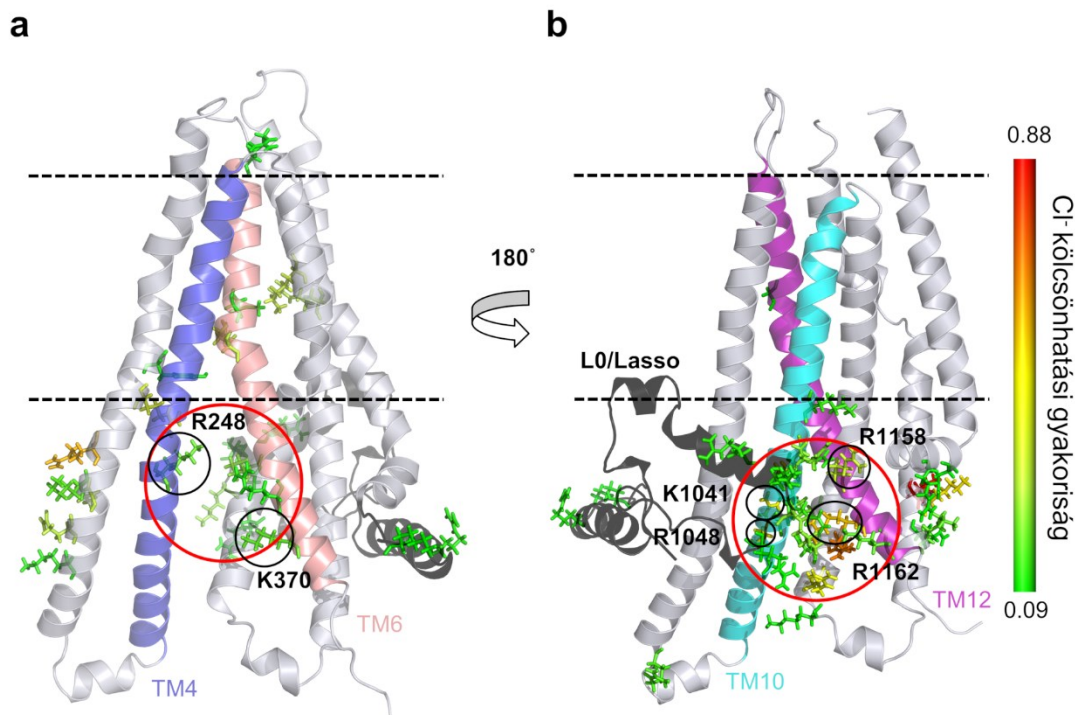 a
b
180°
R248
K370
TM4
TM6
L0/Lasso
K1041
R1048
R1158
R1162
TM10
TM12
0.88
Cl- kölcsönhatási gyakoriság
0.09